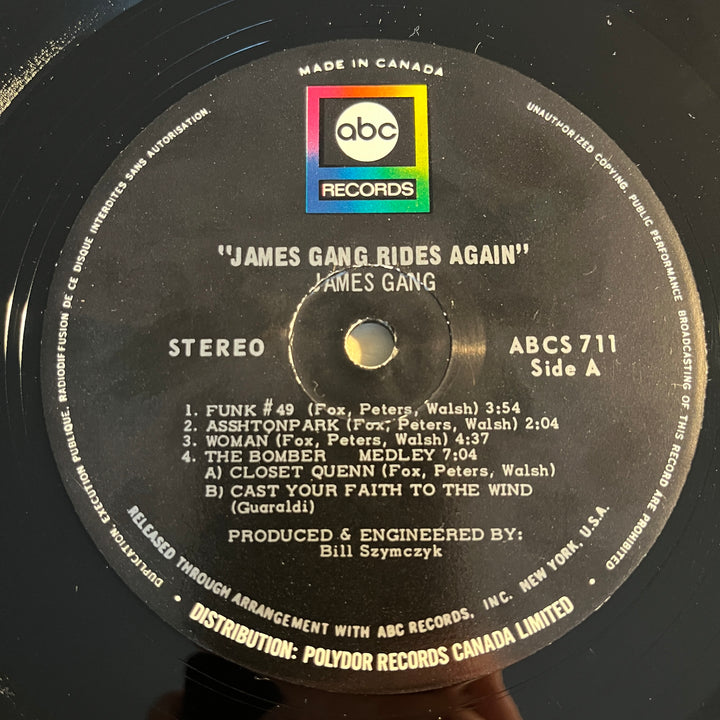 MADE IN CANADA
abc
RECORDS
"JAMES GANG RIDES AGAIN"
JAMES GANG
STEREO
ABCS 711
Side A
1. FUNK #49 (Fox, Peters, Walsh) 3:54
2. ASSHTONPARK (Fox, Peters, Walsh) 2:04
3. WOMAN (Fox, Peters, Walsh) 4:37
4. THE BOMBER MEDLEY 7:04
A) CLOSET QUENN (Fox, Peters, Walsh)
B) CAST YOUR FAITH TO THE WIND
(Guaraldi)
PRODUCED & ENGINEERED BY:
Bill Szymczyk
RELEASED THROUGH ARRANGEMENT WITH ABC RECORDS, INC. NEW YORK, U.S.A.
• DISTRIBUTION: POLYDOR RECORDS CANADA LIMITED •
DUPLICATION, EXECUTION PUBLIQUE, RADIODIFFUSION DE CE DISQUE INTERDITES SANS AUTORISATION.
UNAUTHORIZED COPYING, PUBLIC PERFORMANCE BROADCASTING OF THIS RECORD ARE PROHIBITED